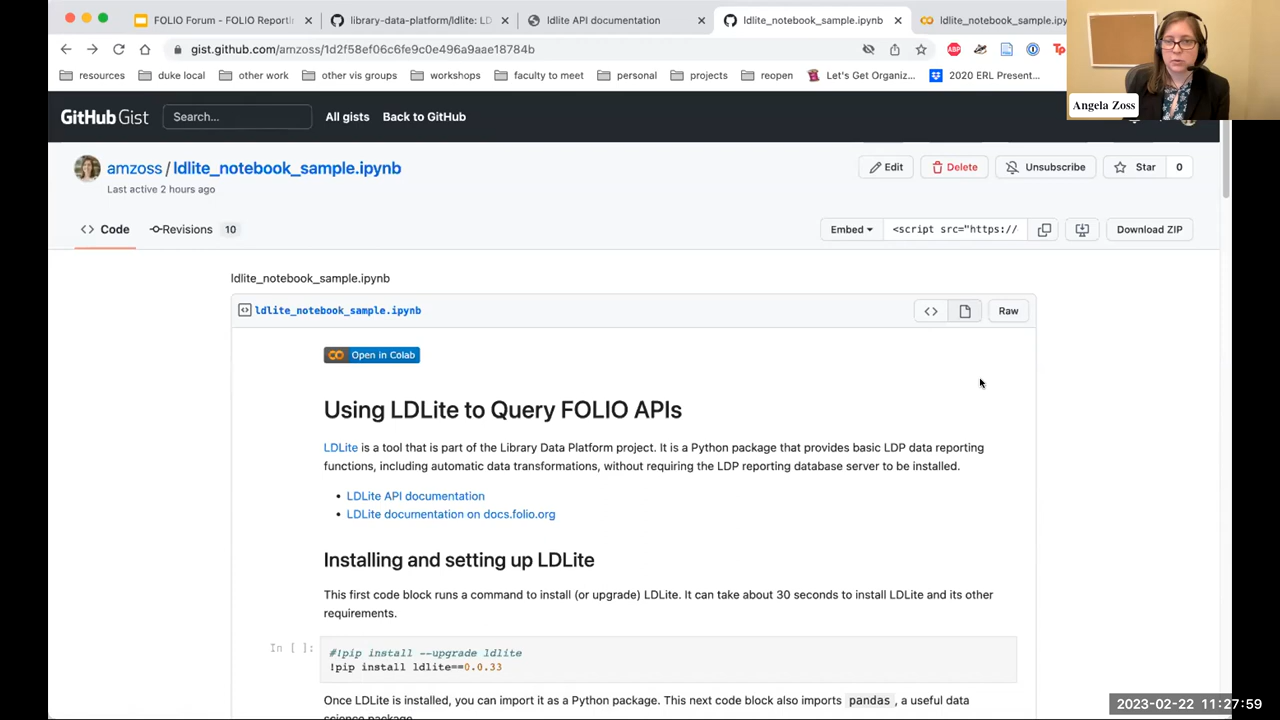 FOLIO Forum - FOLIO Reporti
library-data-platform/ldlite: LD
ldlite API documentation
ldlite_notebook_sample.ipynb
ldlite_notebook_sample.ipy
gist.github.com/amzoss/1d2f58ef06c6fe9c0e496a9aae18784b
ABP
resources
duke local
other work
other vis groups
workshops
faculty to meet
personal
projects
reopen
Let's Get Organiz...
2020 ERL Present...
Angela Zoss
GitHub Gist
Search...
All gists
Back to GitHub
amzoss / ldlite_notebook_sample.ipynb
Last active 2 hours ago
Edit
Delete
Unsubscribe
Star
0
Code
Revisions 10
Embed
<script src="https://
Download ZIP
ldlite_notebook_sample.ipynb
ldlite_notebook_sample.ipynb
Raw
Open in Colab
Using LDLite to Query FOLIO APIs
LDLite is a tool that is part of the Library Data Platform project. It is a Python package that provides basic LDP data reporting
functions, including automatic data transformations, without requiring the LDP reporting database server to be installed.
• LDLite API documentation
• LDLite documentation on docs.folio.org
Installing and setting up LDLite
This first code block runs a command to install (or upgrade) LDLite. It can take about 30 seconds to install LDLite and its other
requirements.
In [ ]:
#!pip install --upgrade ldlite
!pip install ldlite==0.0.33
Once LDLite is installed, you can import it as a Python package. This next code block also imports pandas , a useful data
science package.
2023-02-22 11:27:59